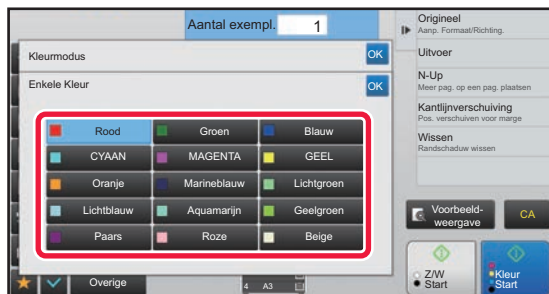 Aantal exempl. 1
Kleurmodus OK
Enkele Kleur OK
Rood Groen Blauw
CYAAN MAGENTA GEEL
Oranje Marineblauw Lichtgroen
Lichtblauw Aquamarijn Geelgroen
Paars Roze Beige
Overige
4 A3
Origineel
Aanp. Formaat/Richting.
Uitvoer
N-Up
Meer pag. op een pag. plaatsen
Kantlijnverschuiving
Pos. verschuiven voor marge
Wissen
Randschaduw wissen
Voorbeeld-
weergave
CA
Z/W
Start
Kleur
Start